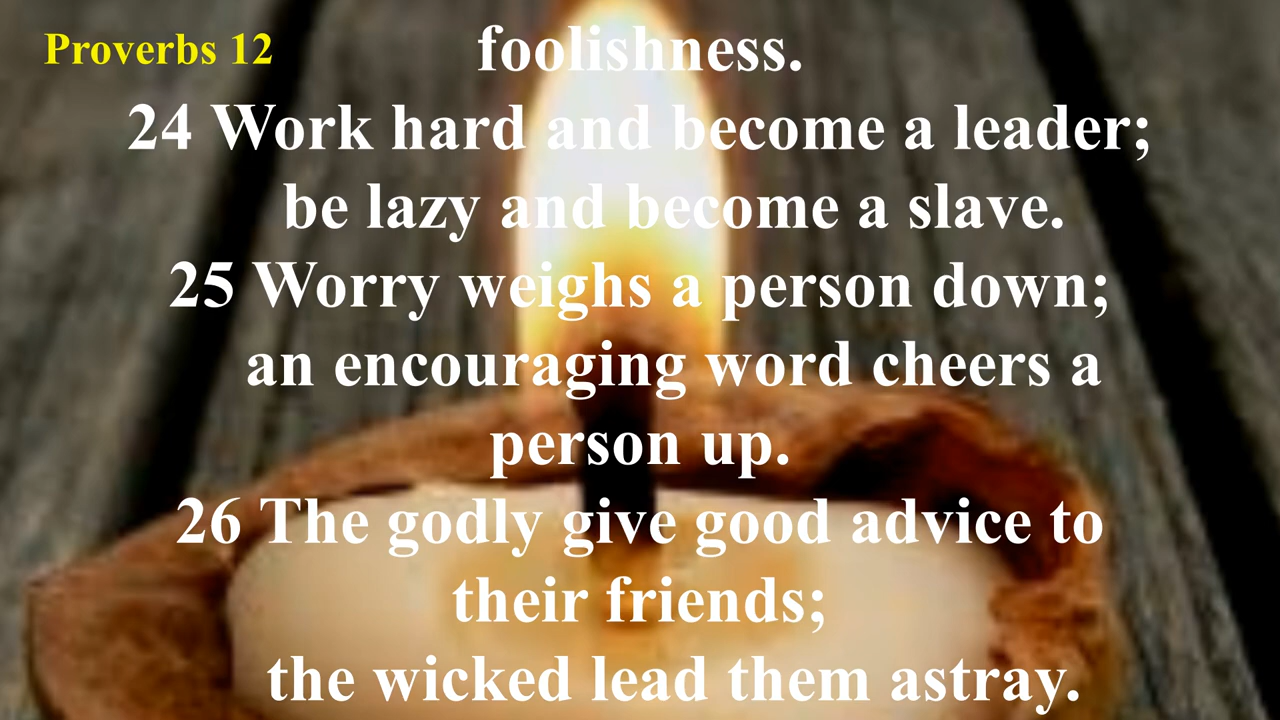 Proverbs 12
foolishness.
24 Work hard and become a leader;
be lazy and become a slave.
25 Worry weighs a person down;
an encouraging word cheers a
person up.
26 The godly give good advice to
their friends;
the wicked lead them astray.